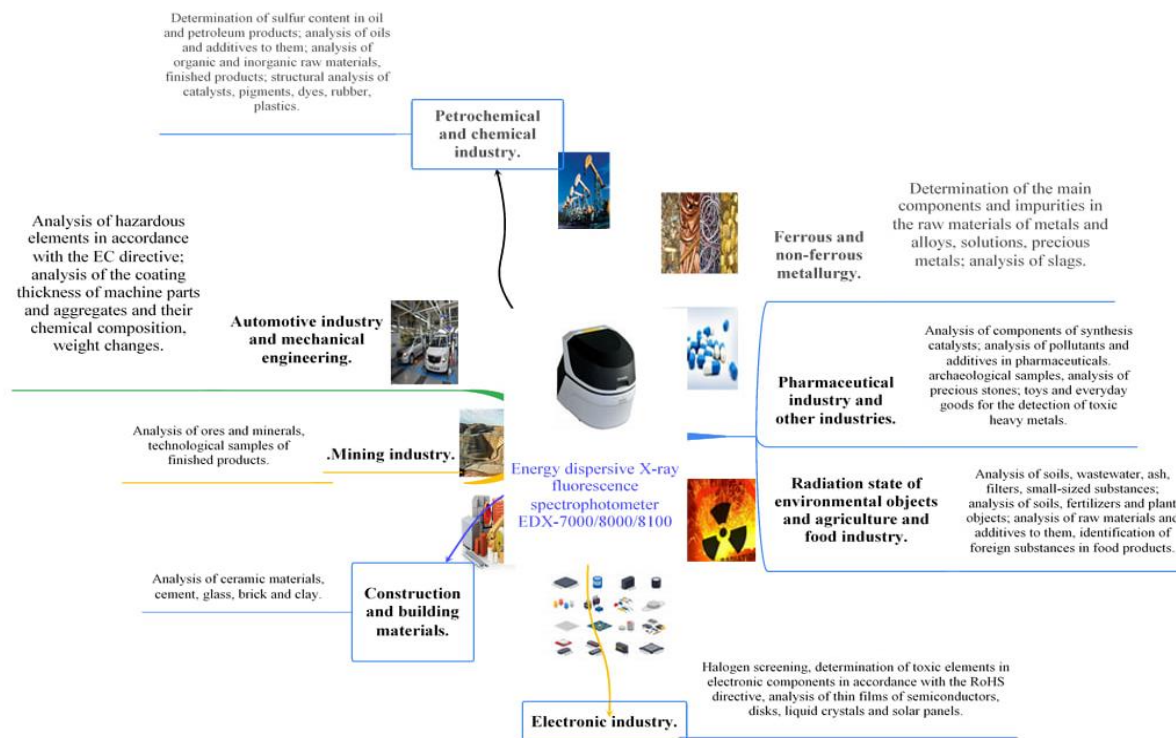 Determination of sulfur content in oil
and petroleum products; analysis of oils
and additives to them; analysis of
organic and inorganic raw materials,
finished products; structural analysis of
catalysts, pigments, dyes, rubber,
plastics.
Petrochemical
and chemical
industry.
Determination of the main
components and impurities in
the raw materials of metals and
alloys, solutions, precious
metals; analysis of slags.
Ferrous and
non-ferrous
metallurgy.
Analysis of hazardous
elements in accordance
with the EC directive;
analysis of the coating
thickness of machine parts
and aggregates and their
chemical composition,
weight changes.
Automotive industry
and mechanical
engineering.
Analysis of components of synthesis
catalysts; analysis of pollutants and
additives in pharmaceuticals.
archaeological samples, analysis of
precious stones; toys and everyday
goods for the detection of toxic
heavy metals.
Pharmaceutical
industry and
other industries.
Analysis of ores and minerals,
technological samples of
finished products.
.Mining industry.
Energy dispersive X-ray
fluorescence
spectrophotometer
EDX-7000/8000/8100
Radiation state of
environmental objects
and agriculture and
food industry.
Analysis of soils, wastewater, ash,
filters, small-sized substances;
analysis of soils, fertilizers and plant
objects; analysis of raw materials and
additives to them, identification of
foreign substances in food products.
Analysis of ceramic materials,
cement, glass, brick and clay.
Construction
and building
materials.
Halogen screening, determination of toxic elements in
electronic components in accordance with the RoHS
directive, analysis of thin films of semiconductors,
disks, liquid crystals and solar panels.
Electronic industry.